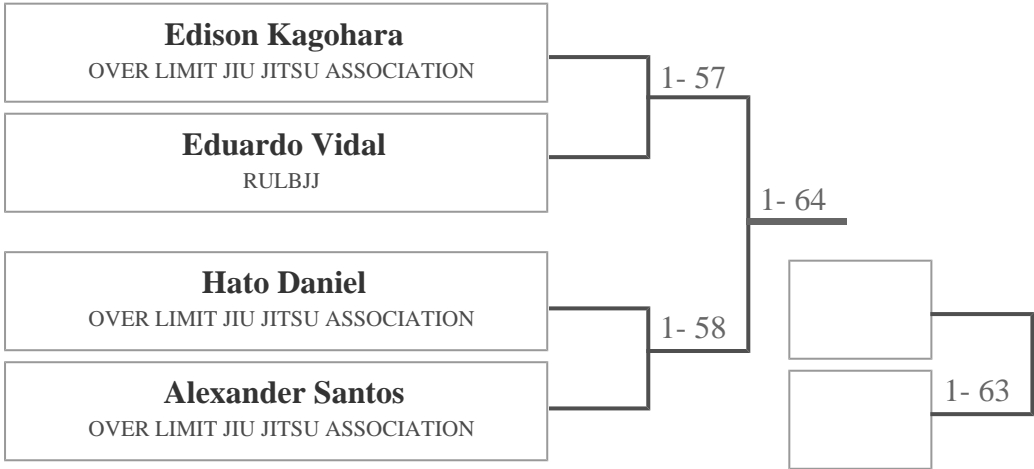 Edison Kagohara
OVER LIMIT JIU JITSU ASSOCIATION
1- 57
Eduardo Vidal
RULBJJ
1- 64
Hato Daniel
OVER LIMIT JIU JITSU ASSOCIATION
1- 58
Alexander Santos
OVER LIMIT JIU JITSU ASSOCIATION
1- 63